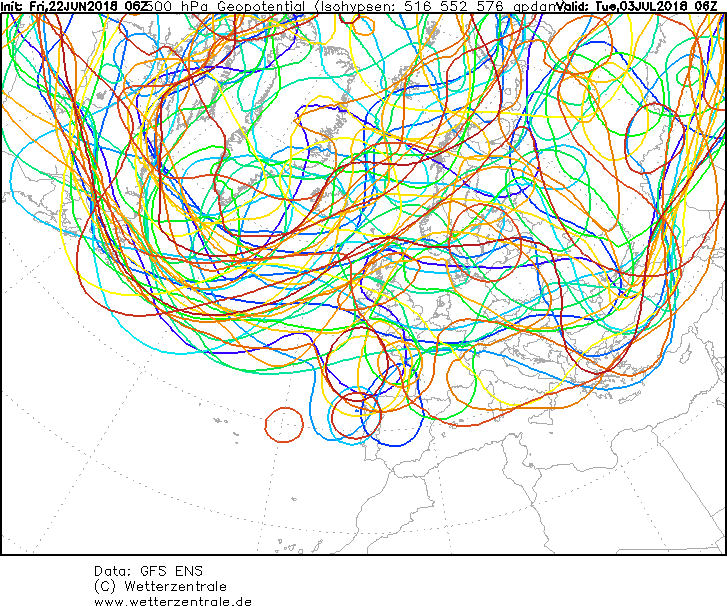 Init: Fri,22JUN2018 06Z 500 hPa Geopotential (Isohypsen: 516 552 576 gpdam) Valid: Tue,03JUL2018 06Z
Data: GFS ENS
(C) Wetterzentrale
www.wetterzentrale.de